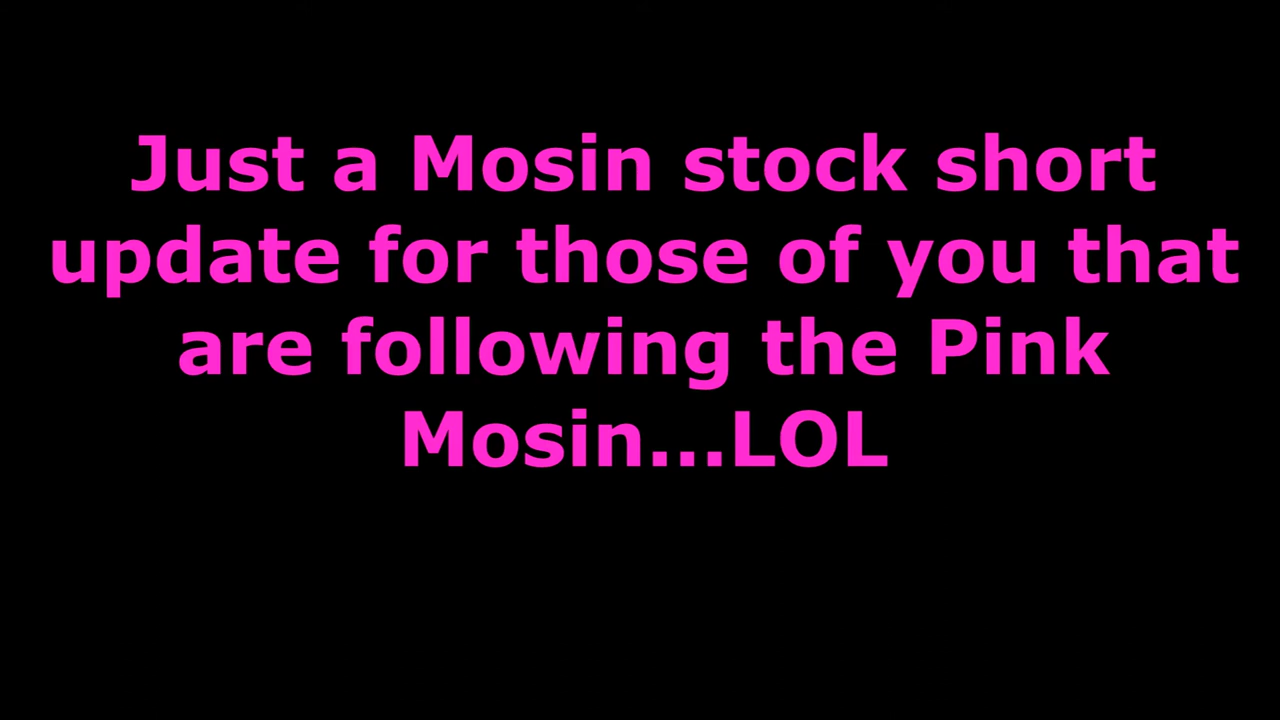 Just a Mosin stock short
update for those of you that
are following the Pink
Mosin...LOL